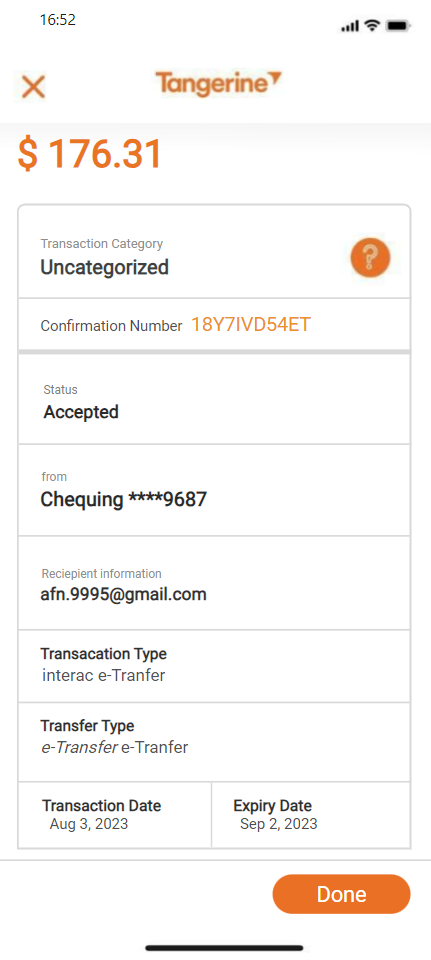 16:52
Tangerine
$ 176.31
Transaction Category
Uncategorized
?
Confirmation Number 18Y7IVD54ET
Status
Accepted
from
Chequing ****9687
Reciepient information
afn.9995@gmail.com
Transacation Type
interac e-Tranfer
Transfer Type
e-Transfer e-Tranfer
Transaction Date
Aug 3, 2023
Expiry Date
Sep 2, 2023
Done